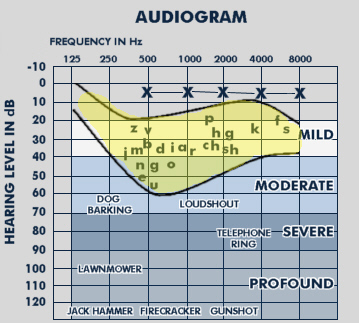 AUDIOGRAM
FREQUENCY IN Hz
125 250 500 1000 2000 4000 8000
HEARING LEVEL IN dB
-10
0
10
20
30
40
50
60
70
80
90
100
110
120
X X X X X
p f
z v h g k s
MILD
j m b d i a r ch sh
n g o
e
u
MODERATE
DOG
BARKING
LOUDSHOUT
TELEPHONE
RING
SEVERE
LAWNMOWER
PROFOUND
JACK HAMMER FIRECRACKER GUNSHOT